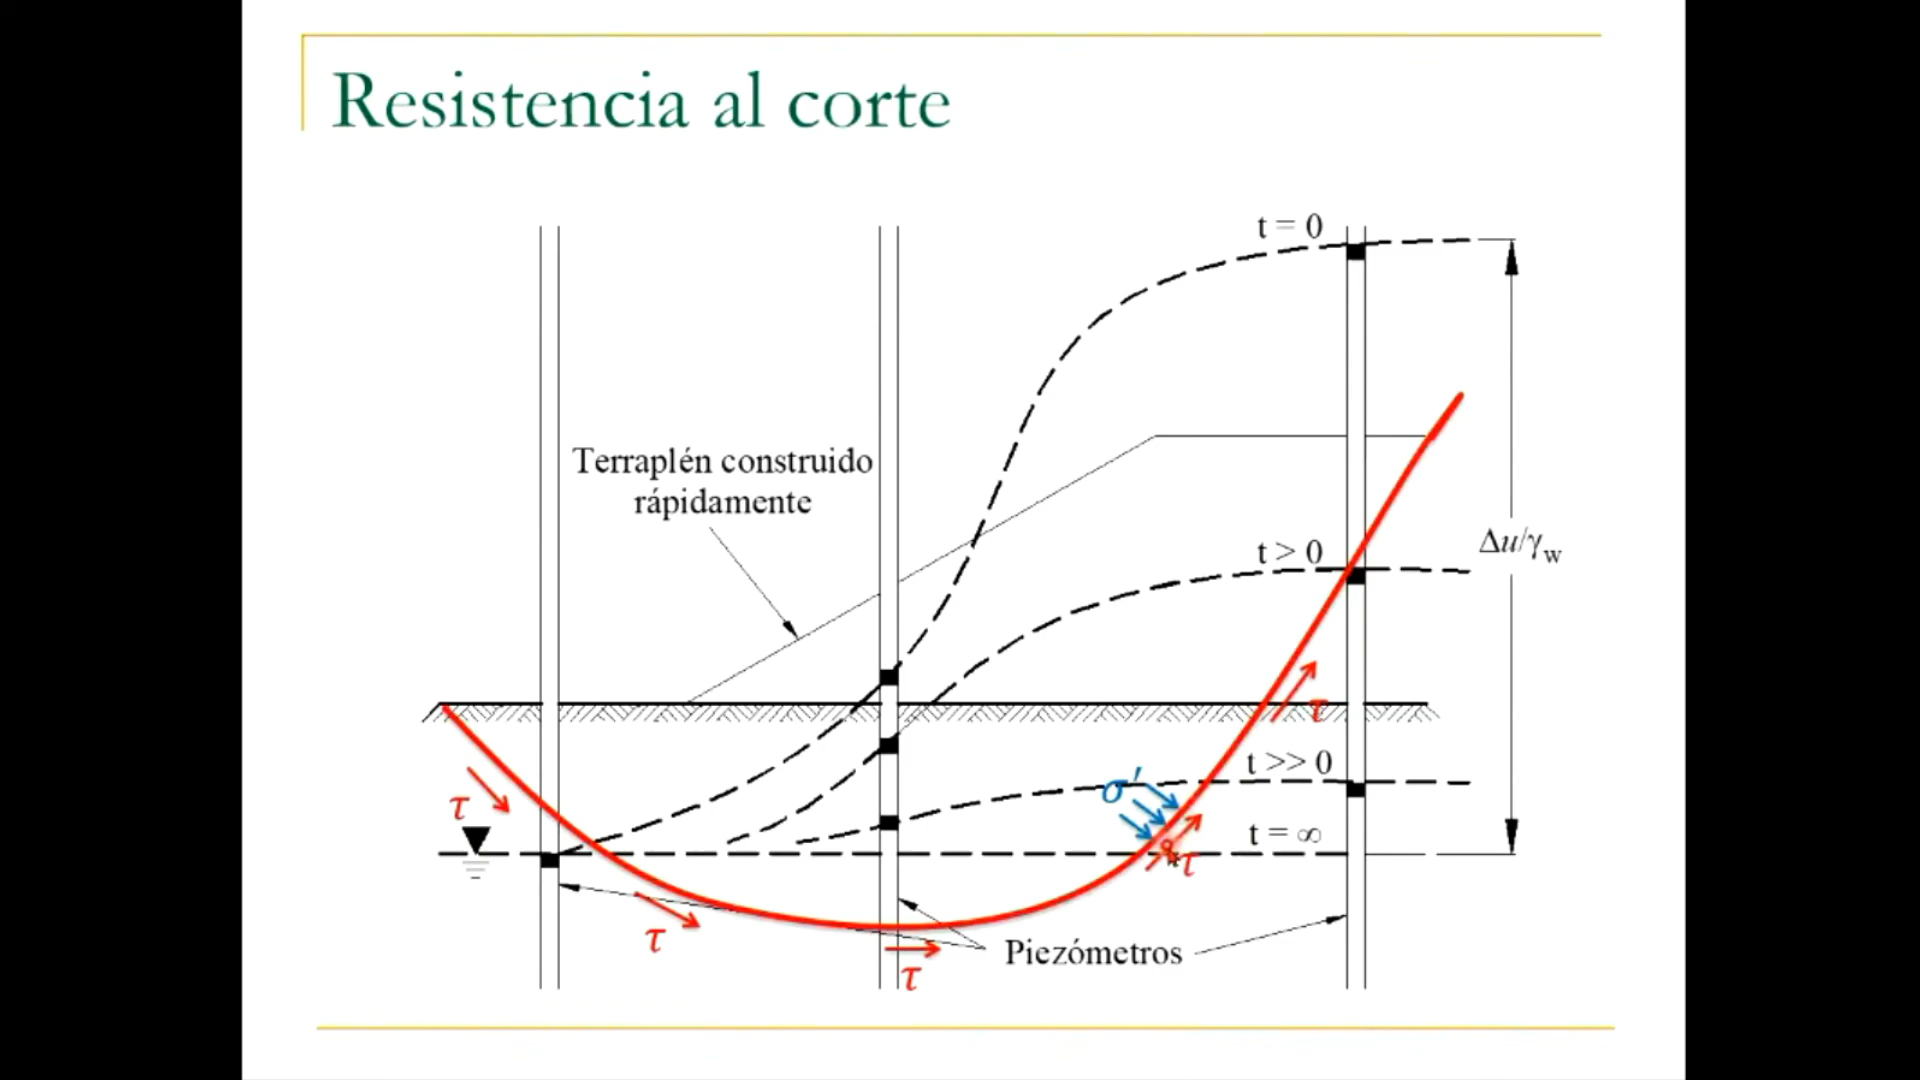 Resistencia al corte
t = 0
Terraplén construido
rápidamente
t > 0
Δu/γw
τ
t >> 0
σ'
τ
t = ∞
τ
τ
Piezómetros
τ